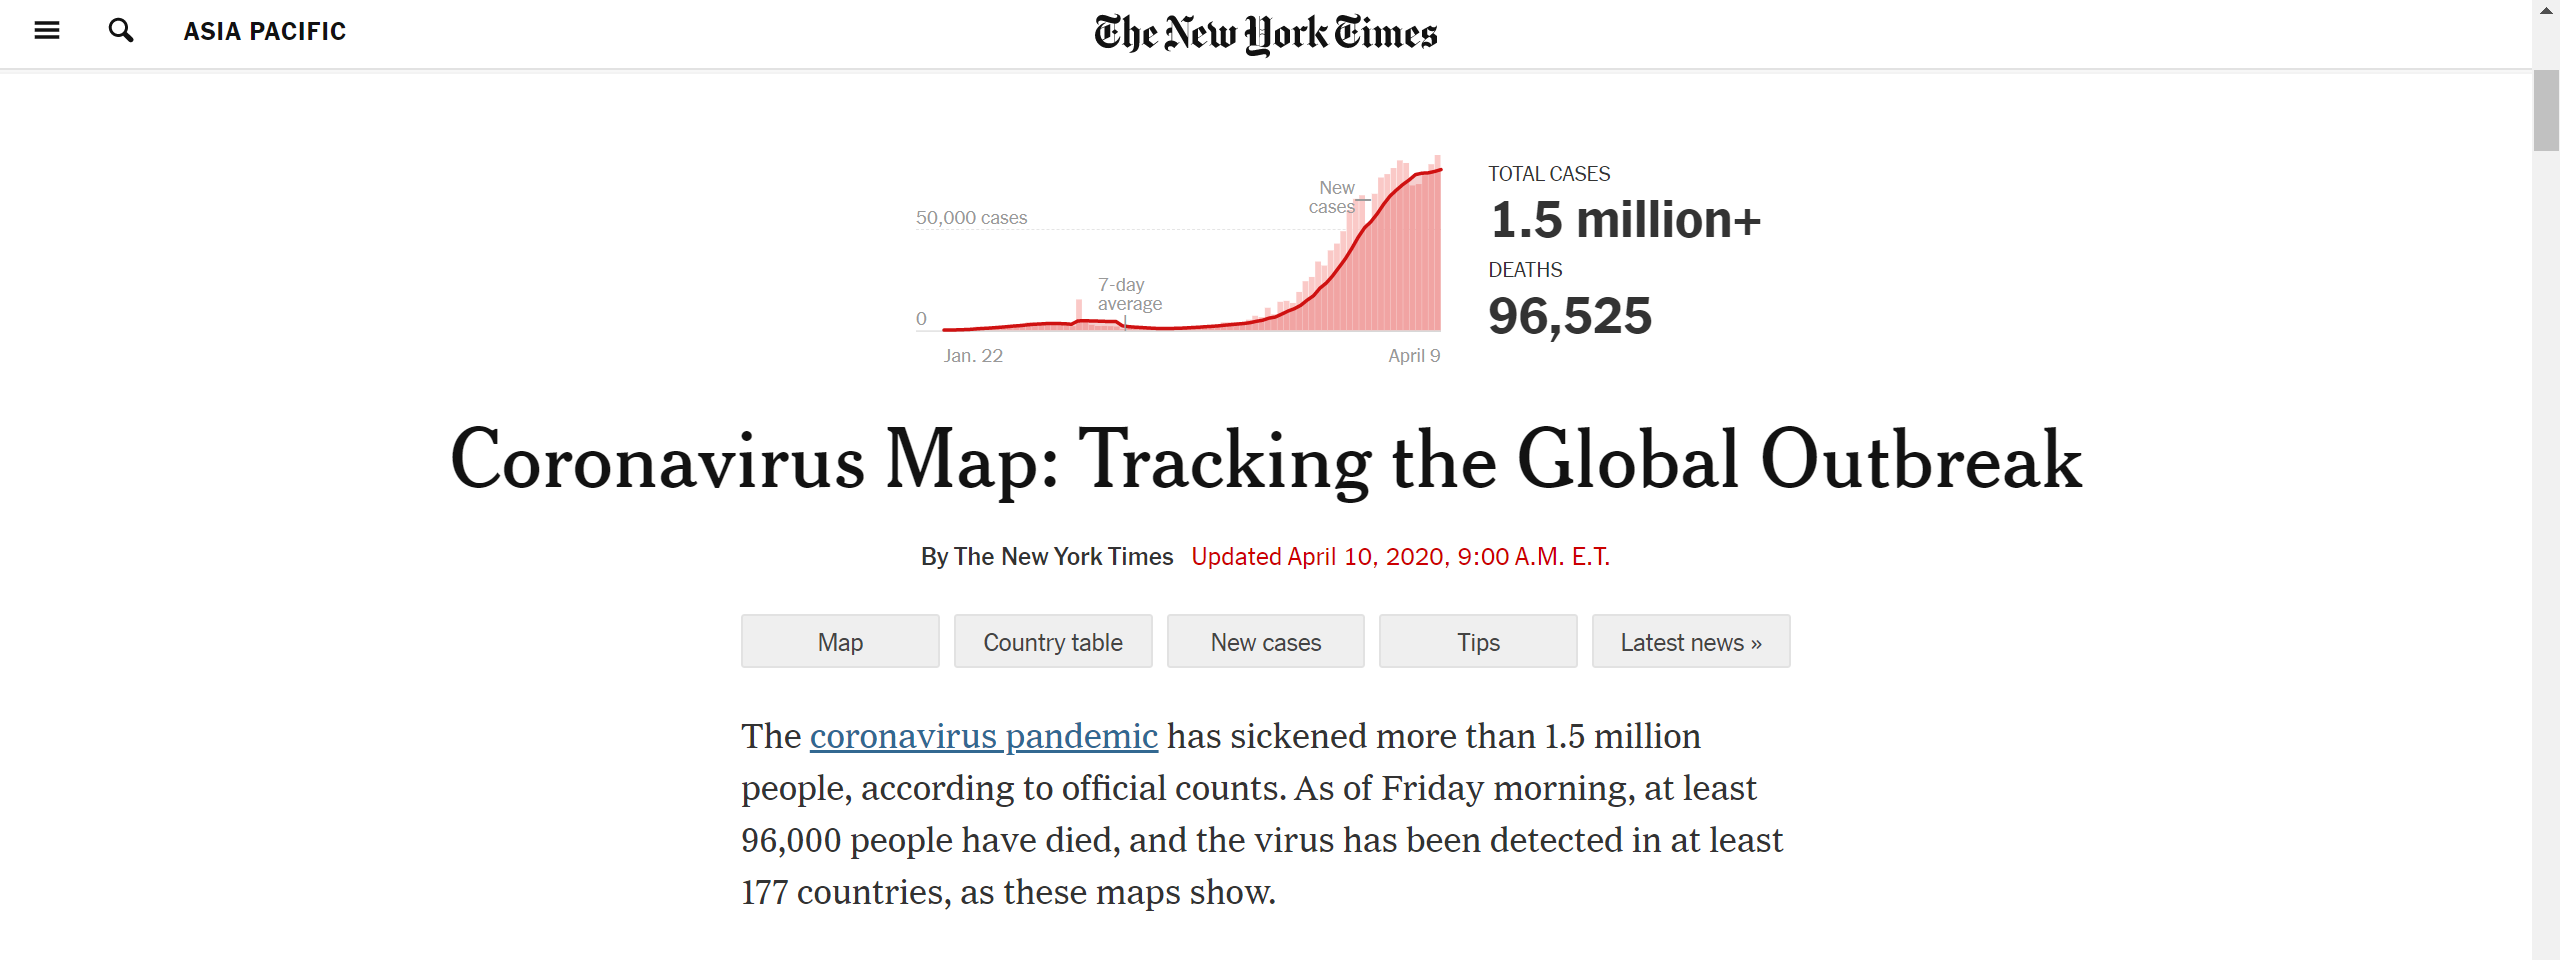 ASIA PACIFIC
The New York Times
New
cases
50,000 cases
7-day
average
0
Jan. 22
April 9
TOTAL CASES
1.5 million+
DEATHS
96,525
Coronavirus Map: Tracking the Global Outbreak
By The New York Times Updated April 10, 2020, 9:00 A.M. E.T.
Map
Country table
New cases
Tips
Latest news »
The coronavirus pandemic has sickened more than 1.5 million
people, according to official counts. As of Friday morning, at least
96,000 people have died, and the virus has been detected in at least
177 countries, as these maps show.